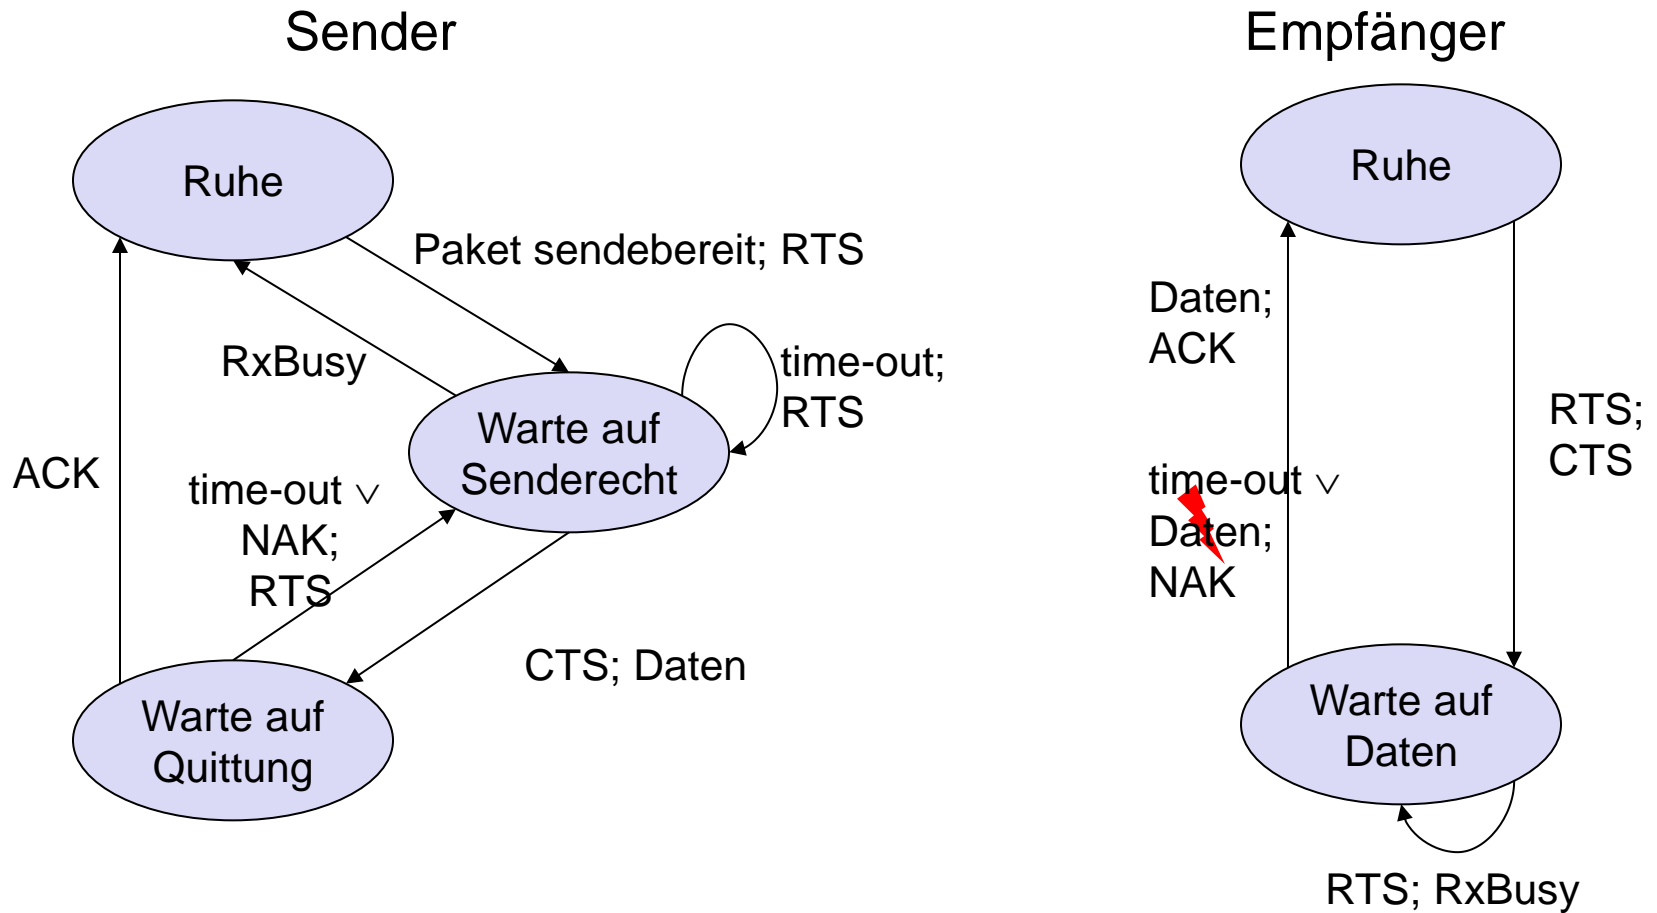 Sender
Ruhe
Paket sendebereit; RTS
RxBusy
time-out;
RTS
Warte auf
Senderecht
ACK
time-out ∨
NAK;
RTS
CTS; Daten
Warte auf
Quittung
Empfänger
Ruhe
Daten;
ACK
RTS;
CTS
time-out ∨
Daten;
NAK
Warte auf
Daten
RTS; RxBusy